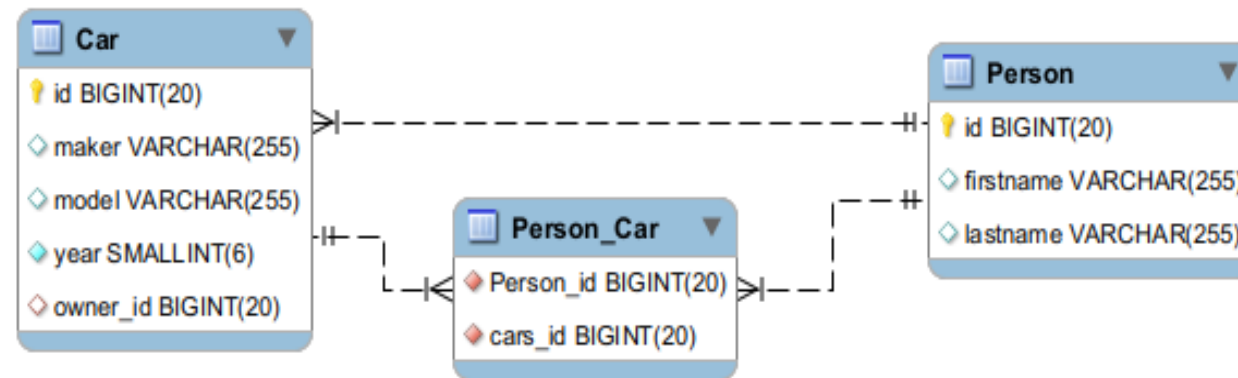 Car
id BIGINT(20)
maker VARCHAR(255)
model VARCHAR(255)
year SMALLINT(6)
owner_id BIGINT(20)
Person_Car
Person_id BIGINT(20)
cars_id BIGINT(20)
Person
id BIGINT(20)
firstname VARCHAR(255)
lastname VARCHAR(255)